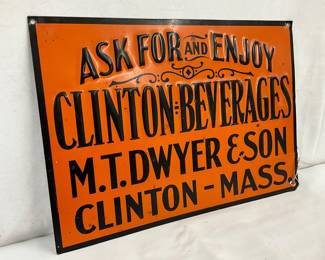 ASK FOR AND ENJOY
CLINTON BEVERAGES
M.T. DWYER & SON
CLINTON - MASS.